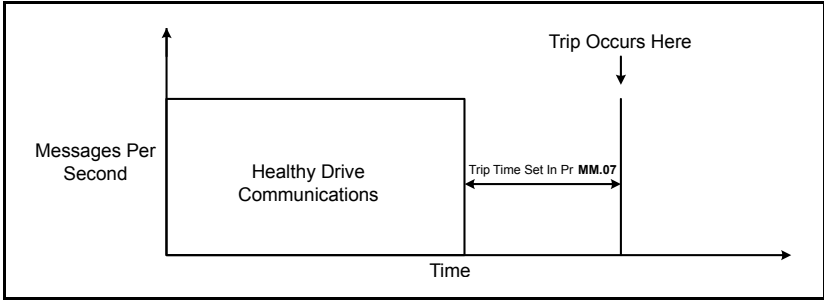 Trip Occurs Here
Messages Per
Second
Healthy Drive
Communications
Trip Time Set In Pr MM.07
Time